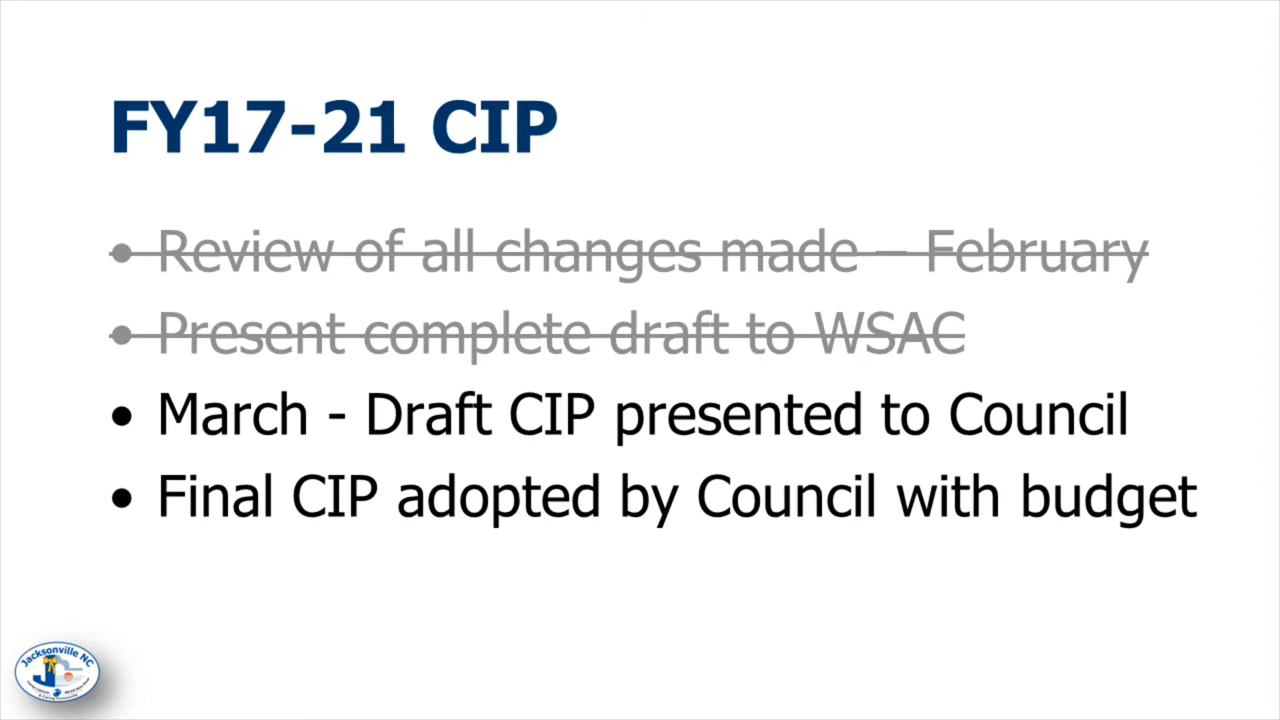 FY17-21 CIP
• Review of all changes made – February
• Present complete draft to WSAC
• March - Draft CIP presented to Council
• Final CIP adopted by Council with budget
Jacksonville NC